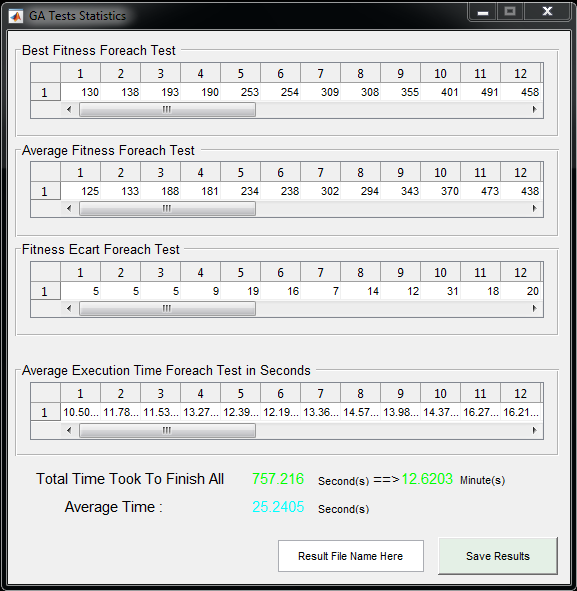 GA Tests Statistics
Best Fitness Foreach Test
1 2 3 4 5 6 7 8 9 10 11 12
1 130 138 193 190 253 254 309 308 355 401 491 458
Average Fitness Foreach Test
1 2 3 4 5 6 7 8 9 10 11 12
1 125 133 188 181 234 238 302 294 343 370 473 438
Fitness Ecart Foreach Test
1 2 3 4 5 6 7 8 9 10 11 12
1 5 5 5 9 19 16 7 14 12 31 18 20
Average Execution Time Foreach Test in Seconds
1 2 3 4 5 6 7 8 9 10 11 12
1 10.50... 11.78... 11.53... 13.27... 12.39... 12.19... 13.36... 14.57... 13.98... 14.37... 16.27... 16.21...
Total Time Took To Finish All 757.216 Second(s) ==>12.6203 Minute(s)
Average Time : 25.2405 Second(s)
Result File Name Here Save Results